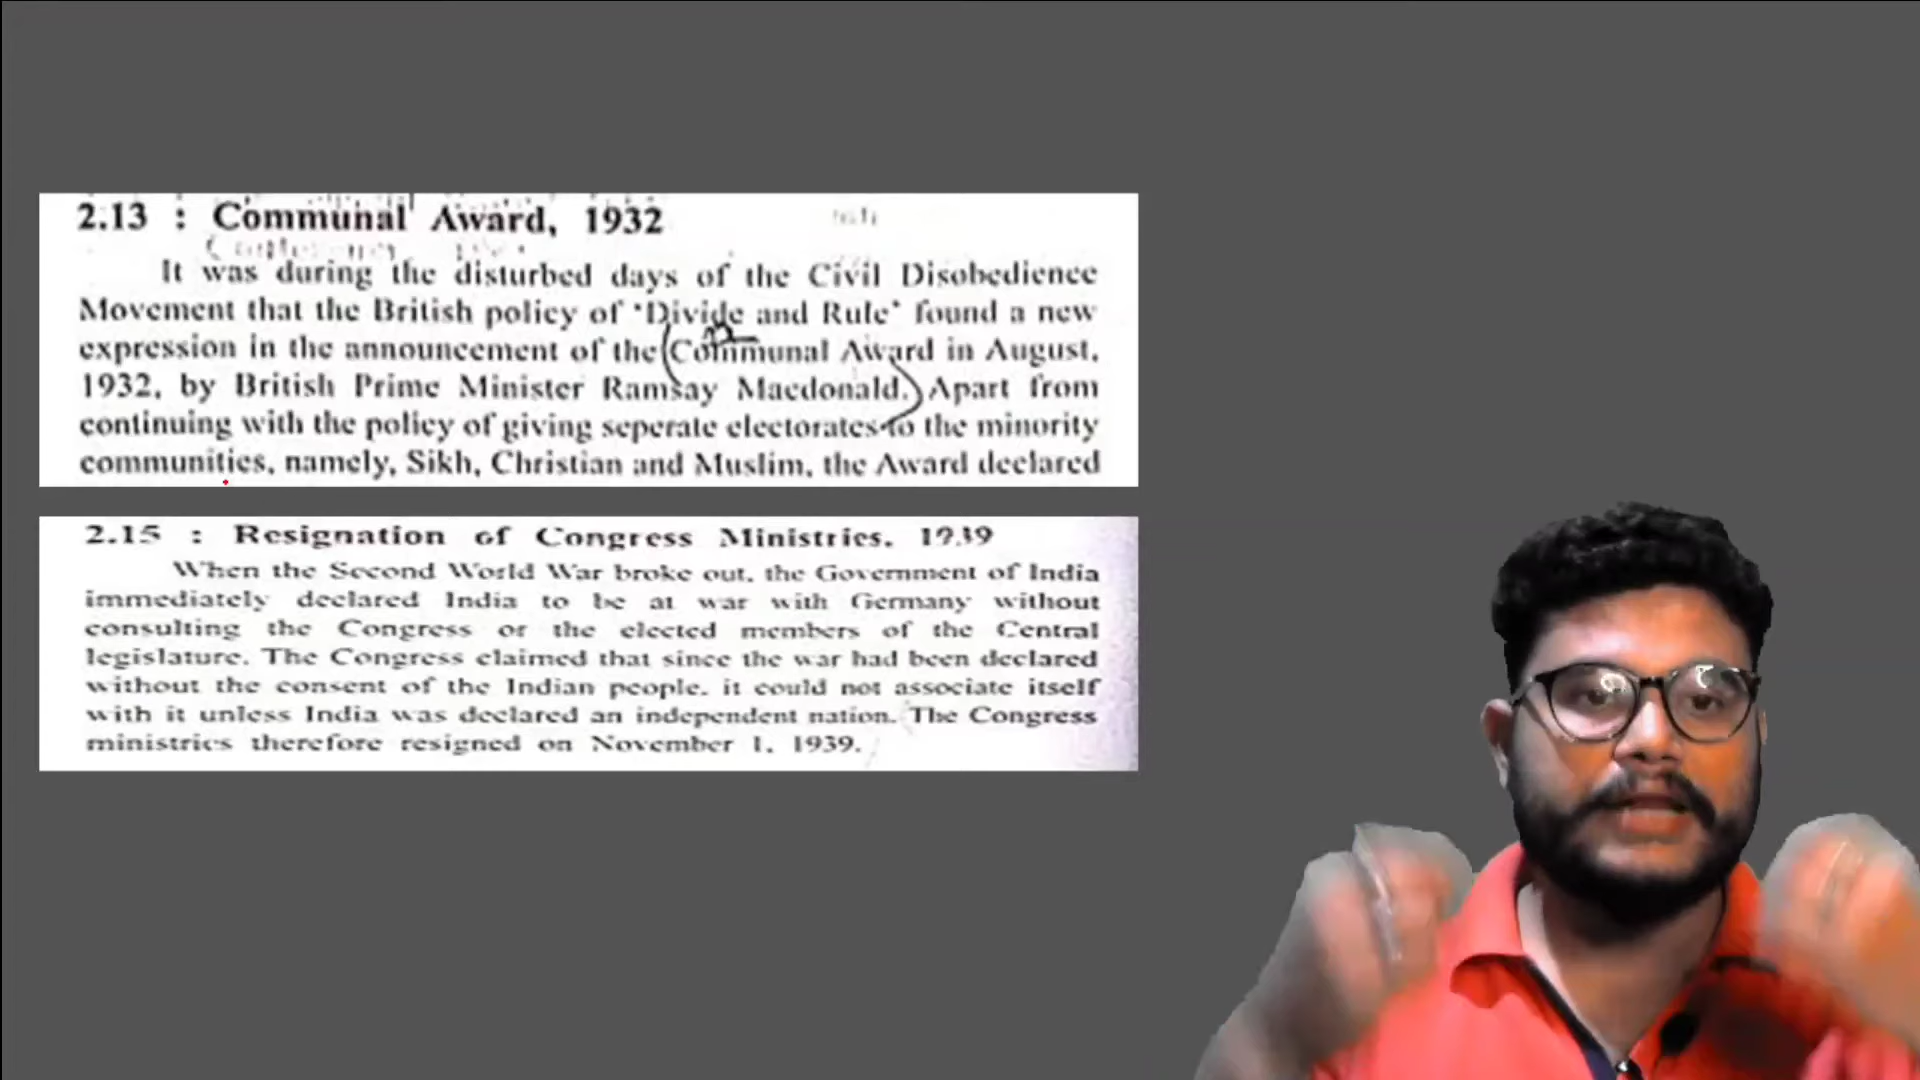 2.13 : Communal Award, 1932
It was during the disturbed days of the Civil Disobedience
Movement that the British policy of 'Divide and Rule' found a new
expression in the announcement of the Communal Award in August,
1932, by British Prime Minister Ramsay Macdonald. Apart from
continuing with the policy of giving seperate electorates to the minority
communities, namely, Sikh, Christian and Muslim, the Award declared
2.15 : Resignation of Congress Ministries, 1939
When the Second World War broke out, the Government of India
immediately declared India to be at war with Germany without
consulting the Congress or the elected members of the Central
legislature. The Congress claimed that since the war had been declared
without the consent of the Indian people, it could not associate itself
with it unless India was declared an independent nation. The Congress
ministries therefore resigned on November 1, 1939.